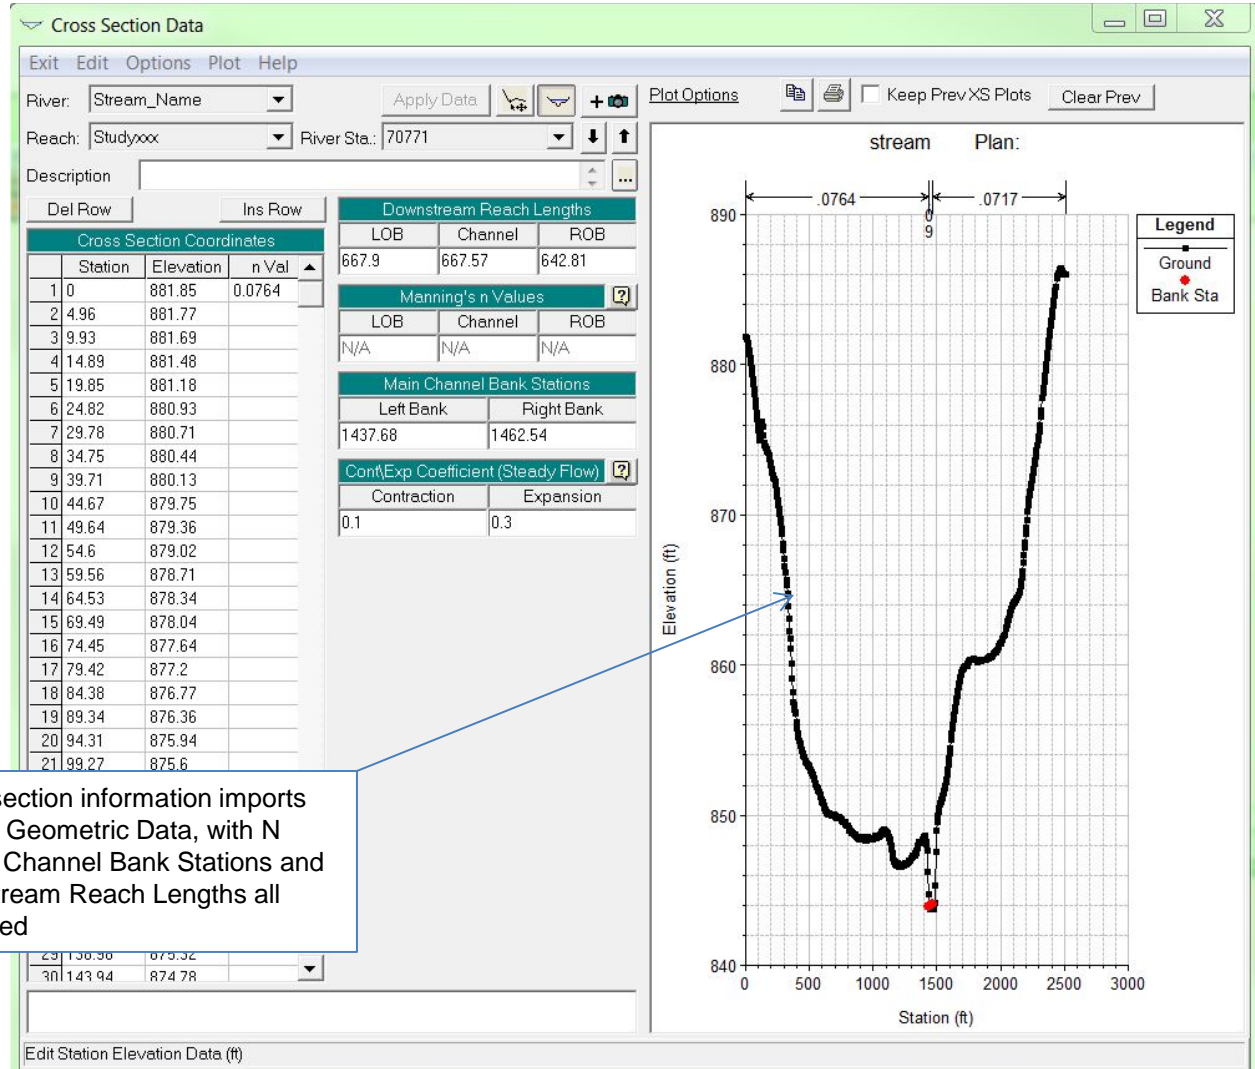 Cross Section Data
Exit Edit Options Plot Help
River: Stream_Name Apply Data
Reach: Studyxxx River Sta.: 70771
Description ...
Del Row Ins Row
Cross Section Coordinates
Station Elevation n Val
1 0 881.85 0.0764
2 4.96 881.77
3 9.93 881.69
4 14.89 881.48
5 19.85 881.18
6 24.82 880.93
7 29.78 880.71
8 34.75 880.44
9 39.71 880.13
10 44.67 879.75
11 49.64 879.36
12 54.6 879.02
13 59.56 878.71
14 64.53 878.34
15 69.49 878.04
16 74.45 877.64
17 79.42 877.2
18 84.38 876.77
19 89.34 876.36
20 94.31 875.94
21 99.27 875.6
29 138.98 875.32
30 143.94 874.78
Downstream Reach Lengths
LOB Channel ROB
667.9 667.57 642.81
Manning's n Values ?
LOB Channel ROB
N/A N/A N/A
Main Channel Bank Stations
Left Bank Right Bank
1437.68 1462.54
Cont\Exp Coefficient (Steady Flow) ?
Contraction Expansion
0.1 0.3
section information imports
Geometric Data, with N
Channel Bank Stations and
ream Reach Lengths all
ed
Plot Options Keep Prev XS Plots Clear Prev
stream Plan:
.0764 .0717
0
9
Legend
Ground
Bank Sta
890
880
870
860
850
840
Elevation (ft)
0 500 1000 1500 2000 2500 3000
Station (ft)
Edit Station Elevation Data (ft)